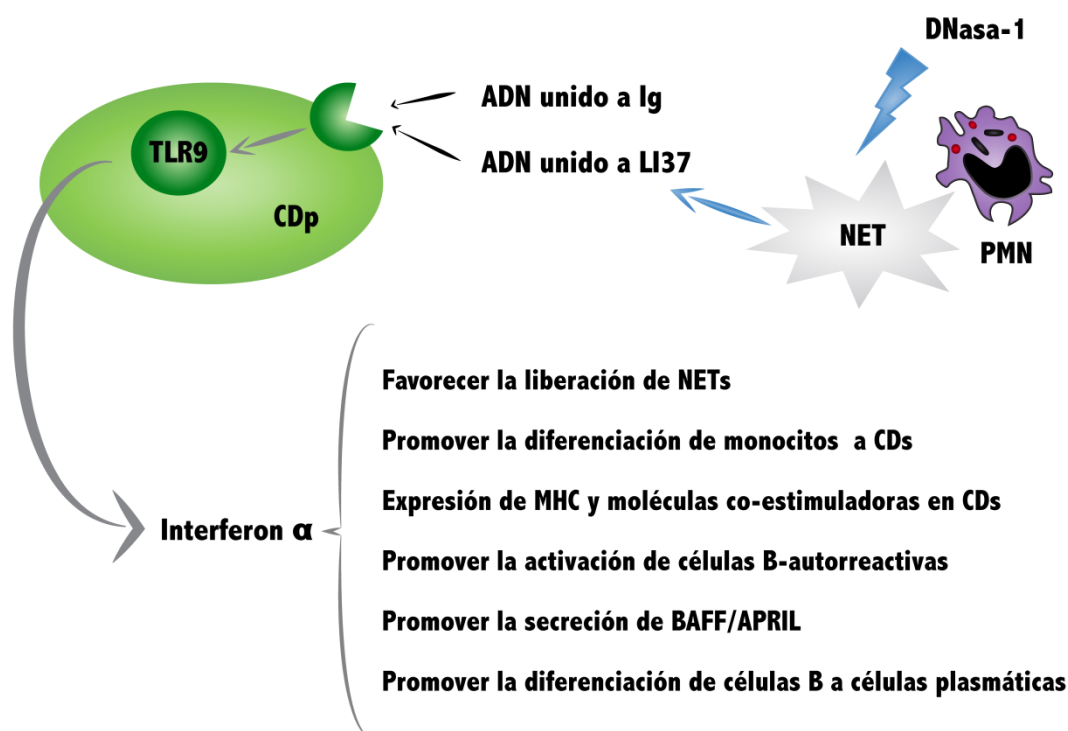 DNasa-1
ADN unido a Ig
TLR9
ADN unido a LI37
CDp
NET
PMN
Favorecer la liberación de NETs
Promover la diferenciación de monocitos a CDs
Expresión de MHC y moléculas co-estimuladoras en CDs
Interferon α
Promover la activación de células B-autorreactivas
Promover la secreción de BAFF/APRIL
Promover la diferenciación de células B a células plasmáticas